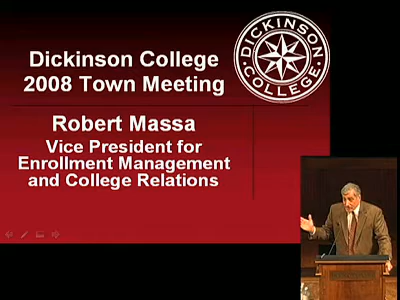 Dickinson College
2008 Town Meeting
DICKINSON
COLLEGE
Robert Massa
Vice President for
Enrollment Management
and College Relations